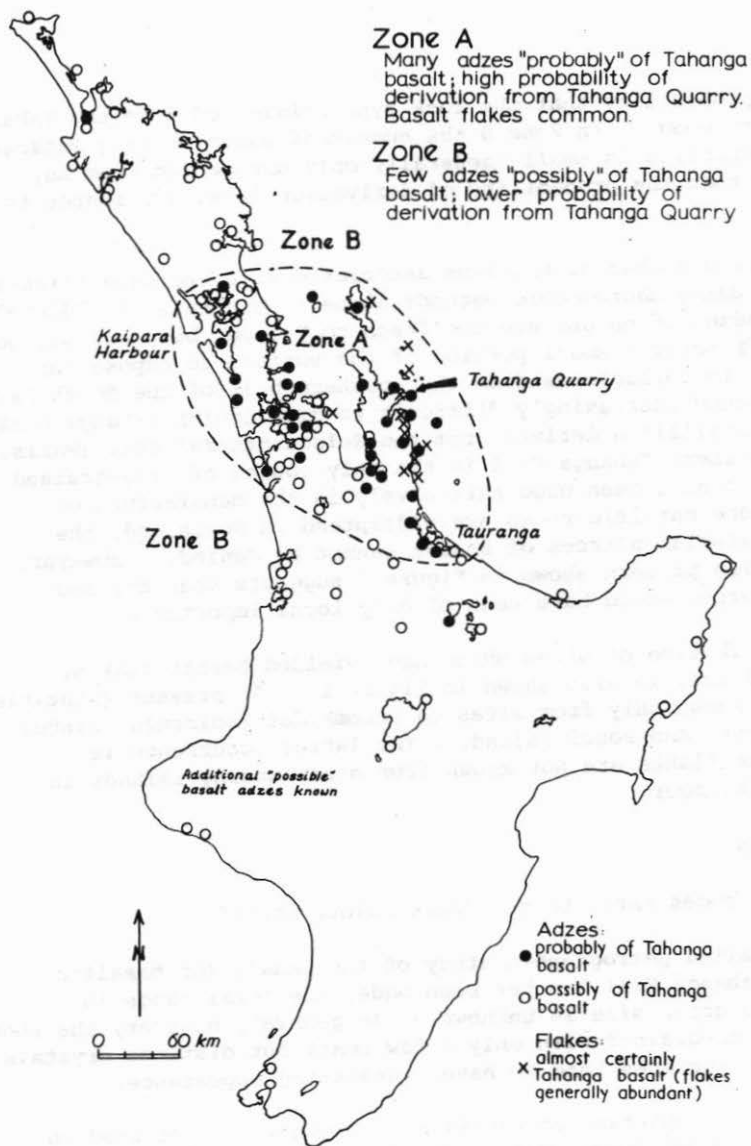 Zone A
Many adzes "probably" of Tahanga
basalt; high probability of
derivation from Tahanga Quarry.
Basalt flakes common.
Zone B
Few adzes "possibly" of Tahanga
basalt; lower probability of
derivation from Tahanga Quarry
Zone B
Kaipara
Harbour
Zone A
Tahanga Quarry
Zone B
Tauranga
Additional "possible"
basalt adzes known
N
0 60 km
Adzes:
probably of Tahanga
basalt
possibly of Tahanga
basalt
Flakes:
almost certainly
Tahanga basalt (flakes
generally abundant)